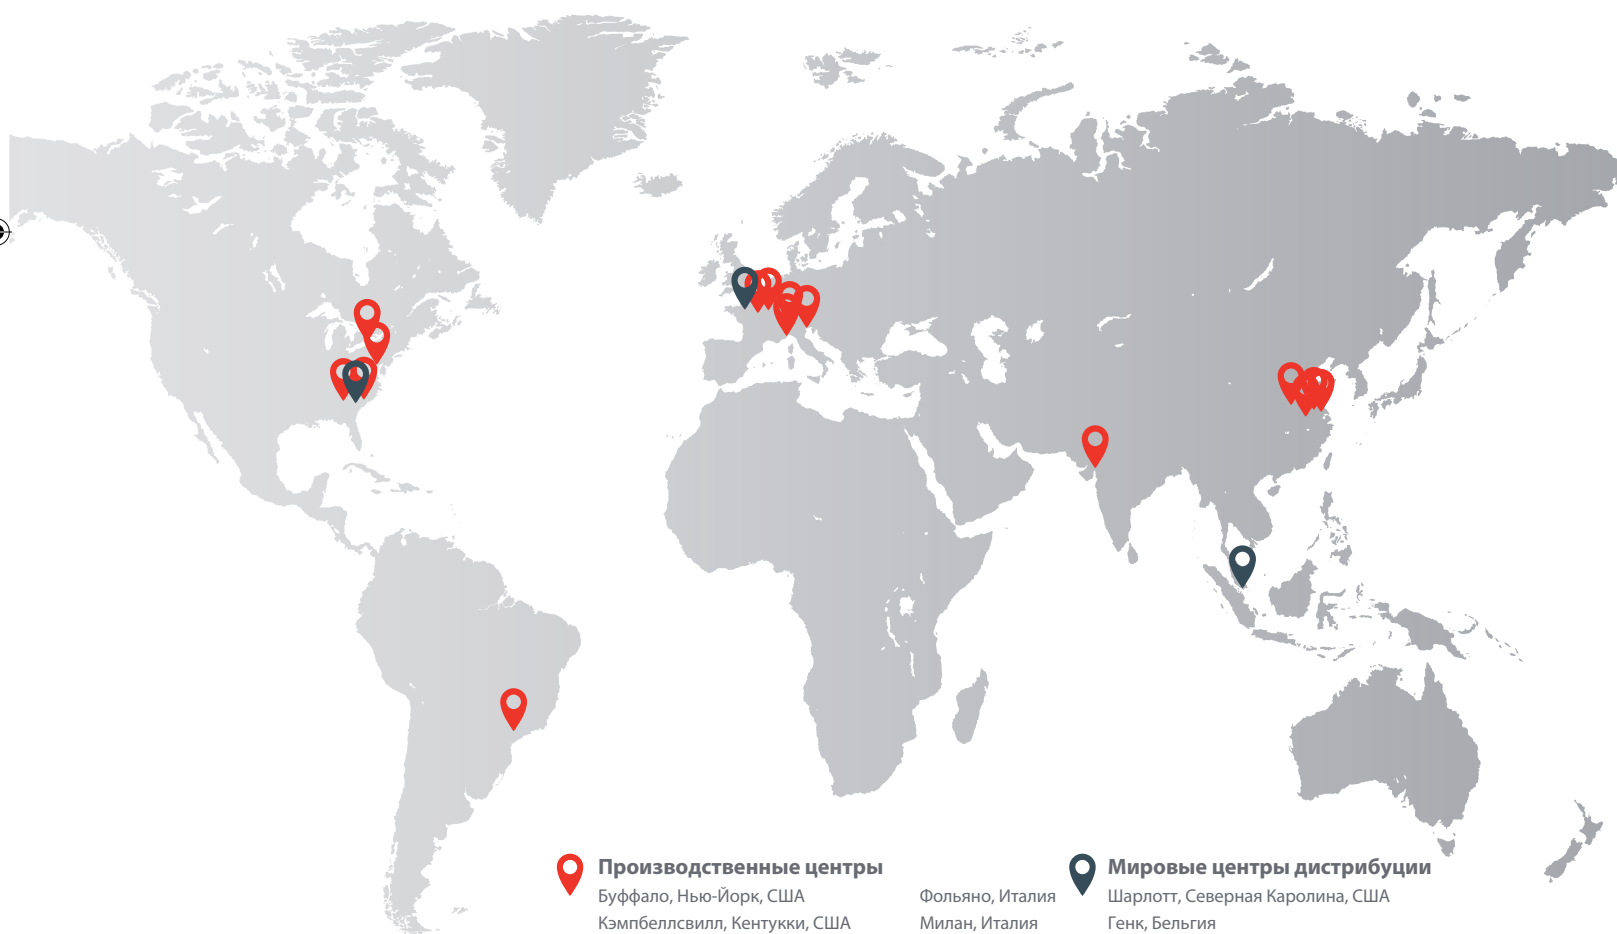 Производственные центры
Буффало, Нью-Йорк, США
Кэмпбеллсвилл, Кентукки, США
Фольяно, Италия
Милан, Италия
Мировые центры дистрибуции
Шарлотт, Северная Каролина, США
Генк, Бельгия